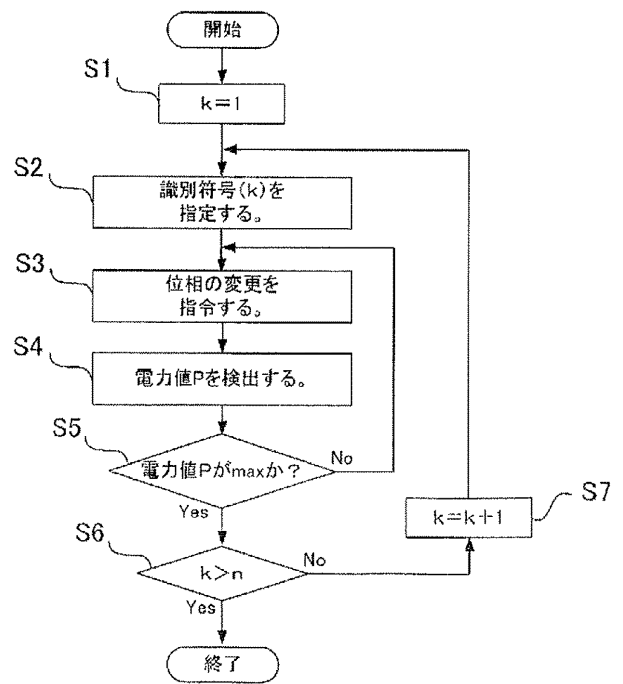 開始
S1
k=1
S2
識別符号(k)を
指定する。
S3
位相の変更を
指令する。
S4
電力値Pを検出する。
S5
電力値Pがmaxか?
No
Yes
S7
k=k+1
S6
k>n
No
Yes
終了